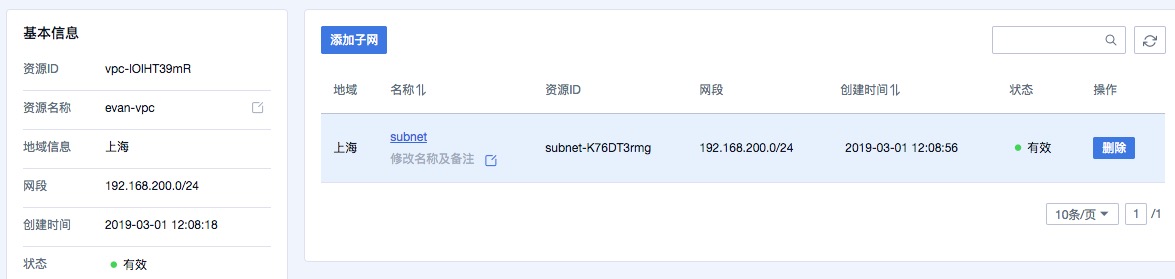 基本信息
资源ID vpc-IOIHT39mR
资源名称 evan-vpc
地域信息 上海
网段 192.168.200.0/24
创建时间 2019-03-01 12:08:18
状态 有效
添加子网
地域 名称 资源ID 网段 创建时间 状态 操作
上海 subnet subnet-K76DT3rmg 192.168.200.0/24 2019-03-01 12:08:56 有效 删除
修改名称及备注
10条/页 1 /1